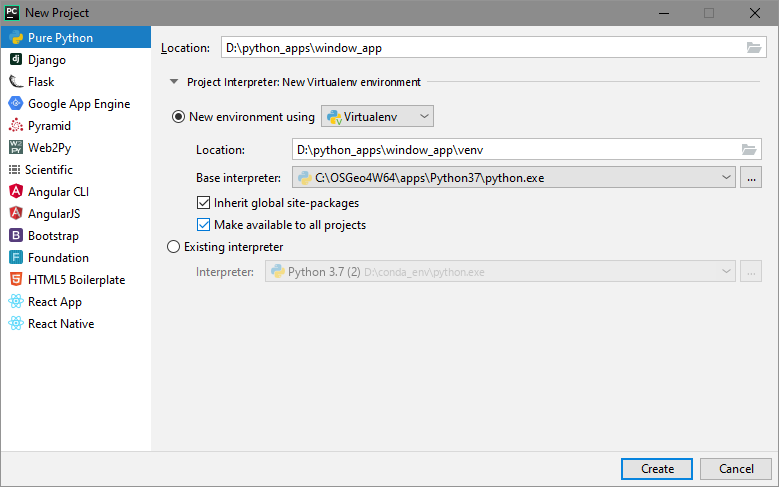 PC New Project
Pure Python
Django
Flask
Google App Engine
Pyramid
Web2Py
Scientific
Angular CLI
AngularJS
Bootstrap
Foundation
HTML5 Boilerplate
React App
React Native
Location: D:\python_apps\window_app
Project Interpreter: New Virtualenv environment
New environment using Virtualenv
Location: D:\python_apps\window_app\venv
Base interpreter: C:\OSGeo4W64\apps\Python37\python.exe ...
Inherit global site-packages
Make available to all projects
Existing interpreter
Interpreter: Python 3.7 (2) D:\conda_env\python.exe ...
Create Cancel